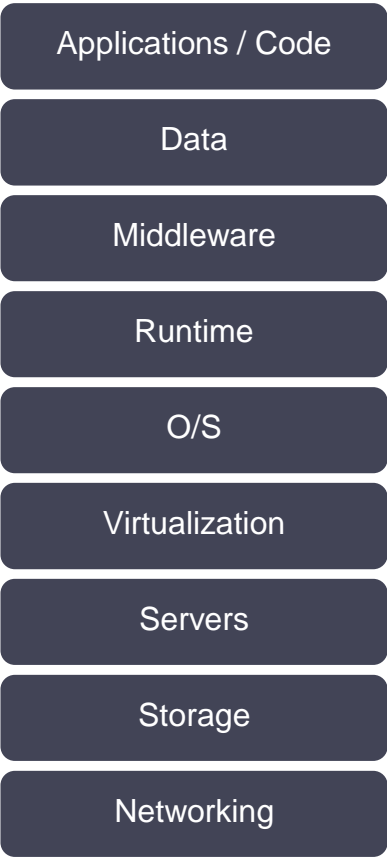 Applications / Code
Data
Middleware
Runtime
O/S
Virtualization
Servers
Storage
Networking